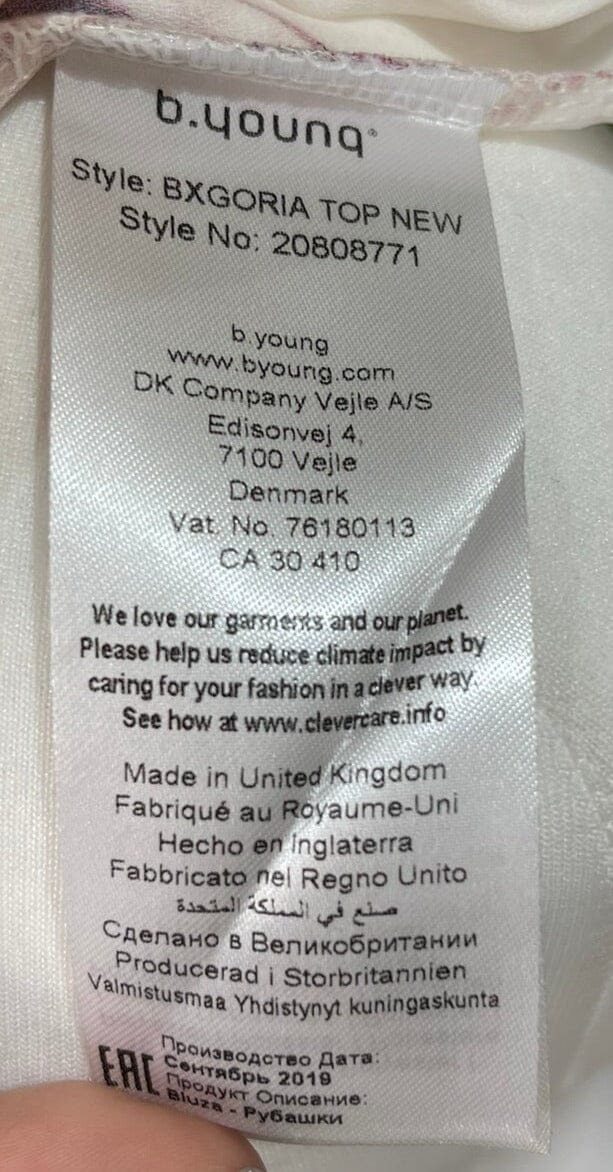 b.young®
Style: BXGORIA TOP NEW
Style No: 20808771
b.young
www.byoung.com
DK Company Vejle A/S
Edisonvej 4,
7100 Vejle
Denmark
Vat. No. 76180113
CA 30 410
We love our garments and our planet.
Please help us reduce climate impact by
caring for your fashion in a clever way.
See how at www.clevercare.info
Made in United Kingdom
Fabriqué au Royaume-Uni
Hecho en Inglaterra
Fabbricato nel Regno Unito
صنع في المملكة المتحدة
Сделано в Великобритании
Producerad i Storbritannien
Valmistusmaa Yhdistynyt kuningaskunta
EAC
Производство Дата:
Сентябрь 2019
Продукт Описание:
Bluza - Рубашки